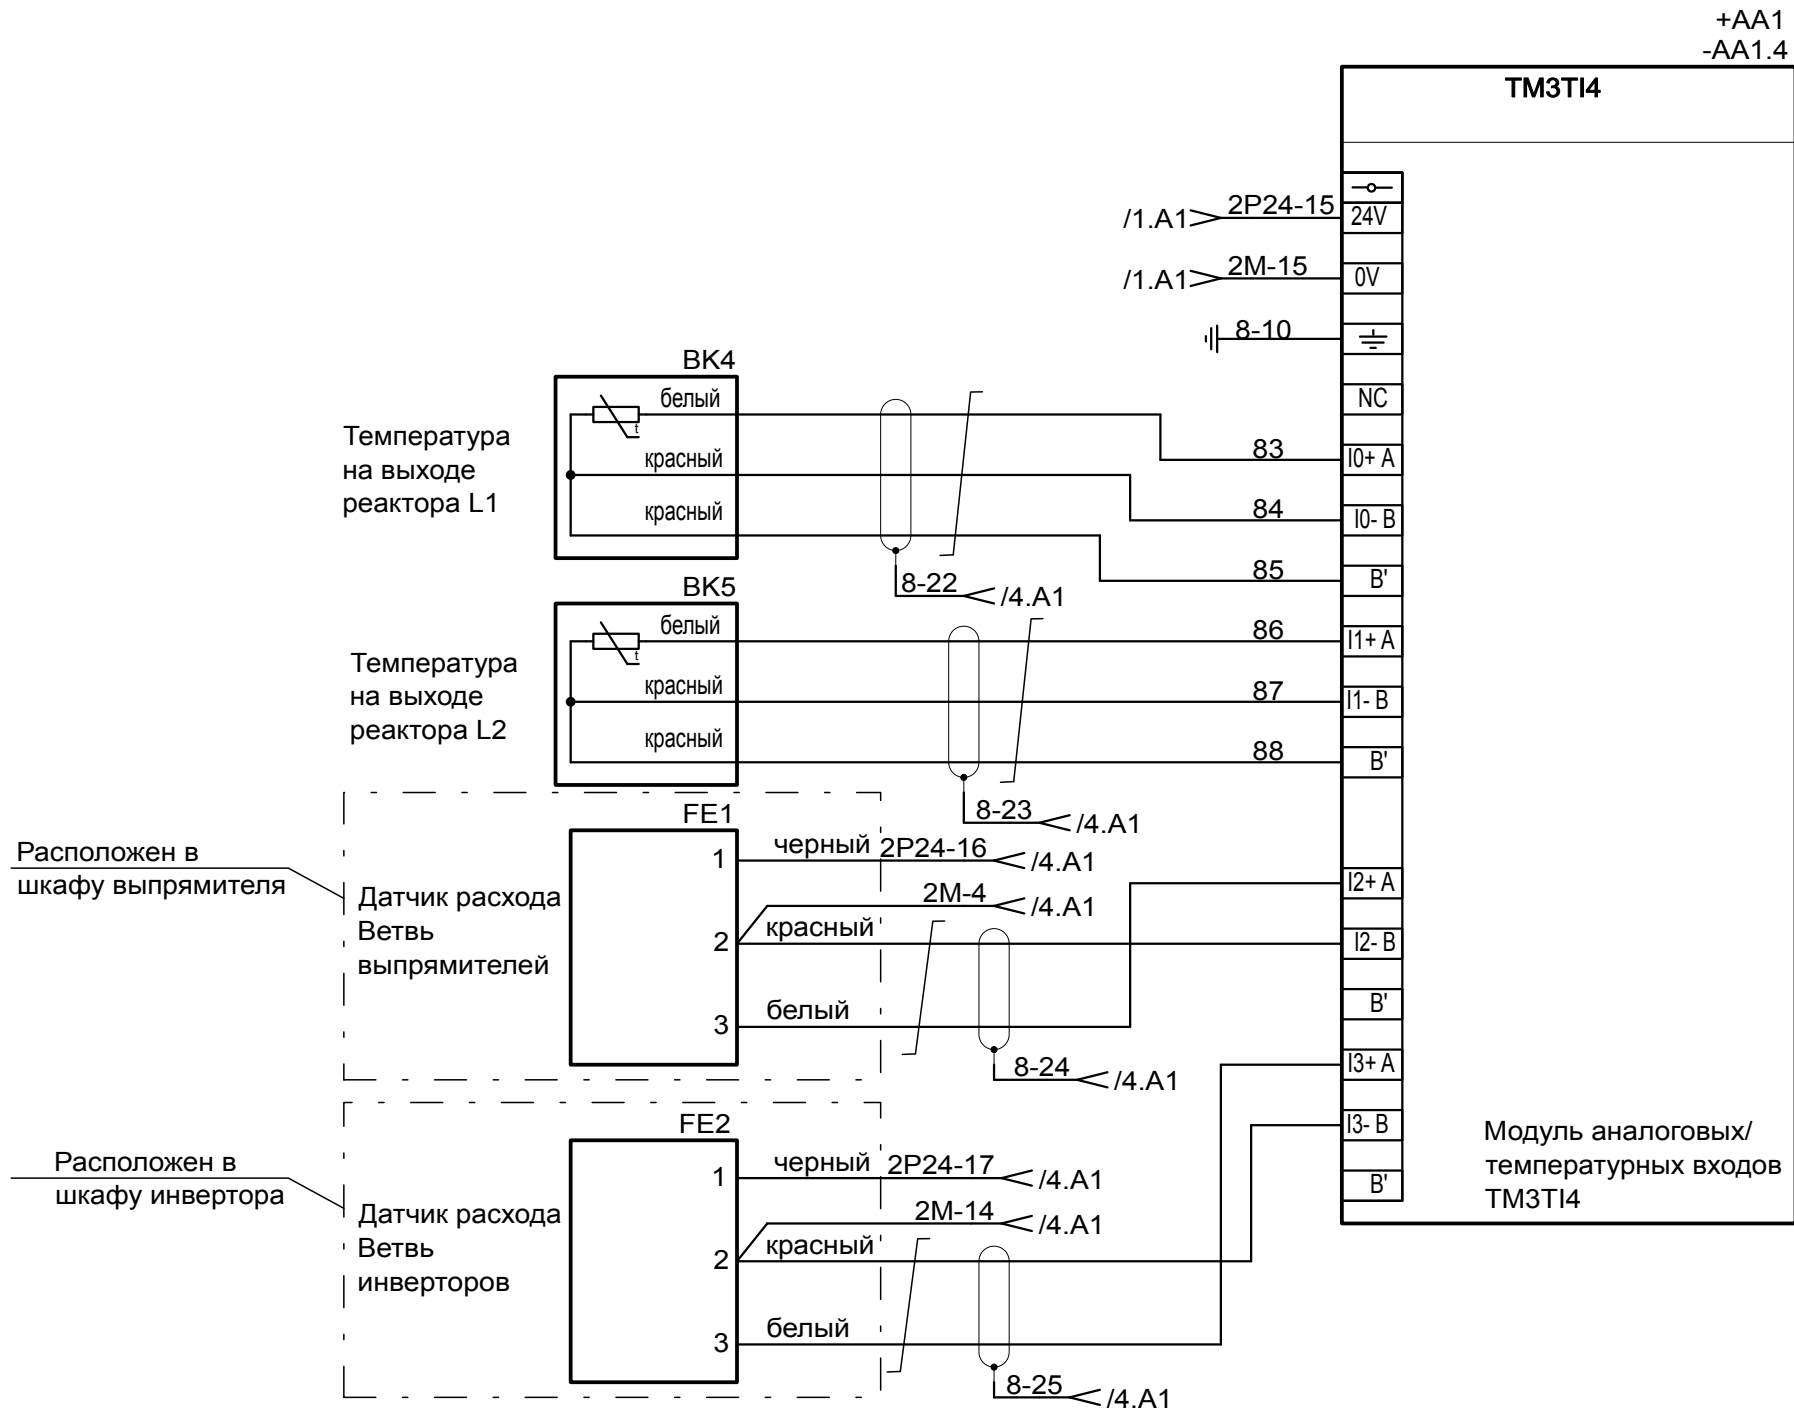 +AA1
-AA1.4
TM3TI4
/1.A1
2P24-15
24V
/1.A1
2M-15
0V
8-10
NC
BK4
белый
красный
красный
t
Температура
на выходе
реактора L1
83
I0+ A
84
I0- B
85
B'
8-22
/4.A1
BK5
белый
красный
красный
t
Температура
на выходе
реактора L2
86
I1+ A
87
I1- B
88
B'
8-23
/4.A1
Расположен в
шкафу выпрямителя
FE1
Датчик расхода
Ветвь
выпрямителей
1
черный
2P24-16
/4.A1
2M-4
/4.A1
2
красный
3
белый
I2+ A
I2- B
B'
8-24
/4.A1
Расположен в
шкафу инвертора
FE2
Датчик расхода
Ветвь
инверторов
1
черный
2P24-17
/4.A1
2M-14
/4.A1
2
красный
3
белый
I3+ A
I3- B
B'
8-25
/4.A1
Модуль аналоговых/
температурных входов
TM3TI4